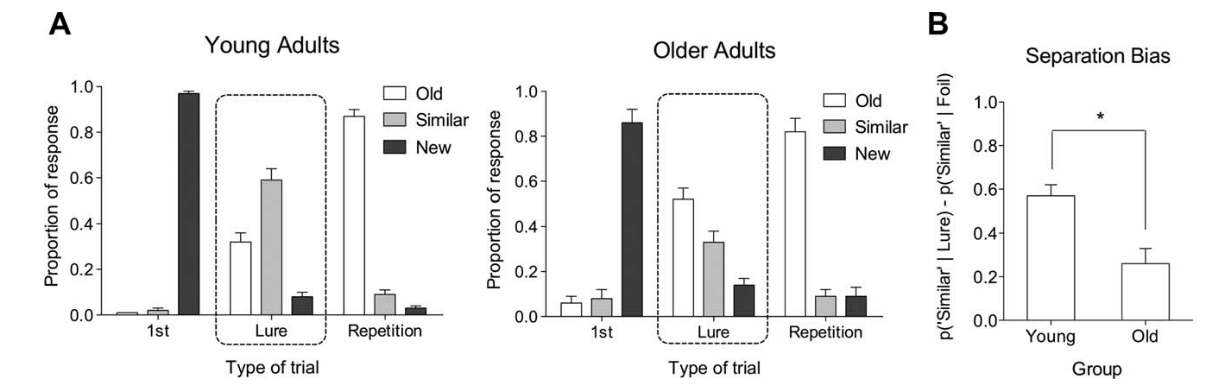 A
Young Adults
Proportion of response
1.0
0.8
0.6
0.4
0.2
0.0
Old
Similar
New
1st
Lure
Repetition
Type of trial
Older Adults
Proportion of response
1.0
0.8
0.6
0.4
0.2
0.0
Old
Similar
New
1st
Lure
Repetition
Type of trial
B
Separation Bias
p('Similar' | Lure) - p('Similar' | Foil)
1.0
0.8
0.6
0.4
0.2
0.0
*
Young
Old
Group